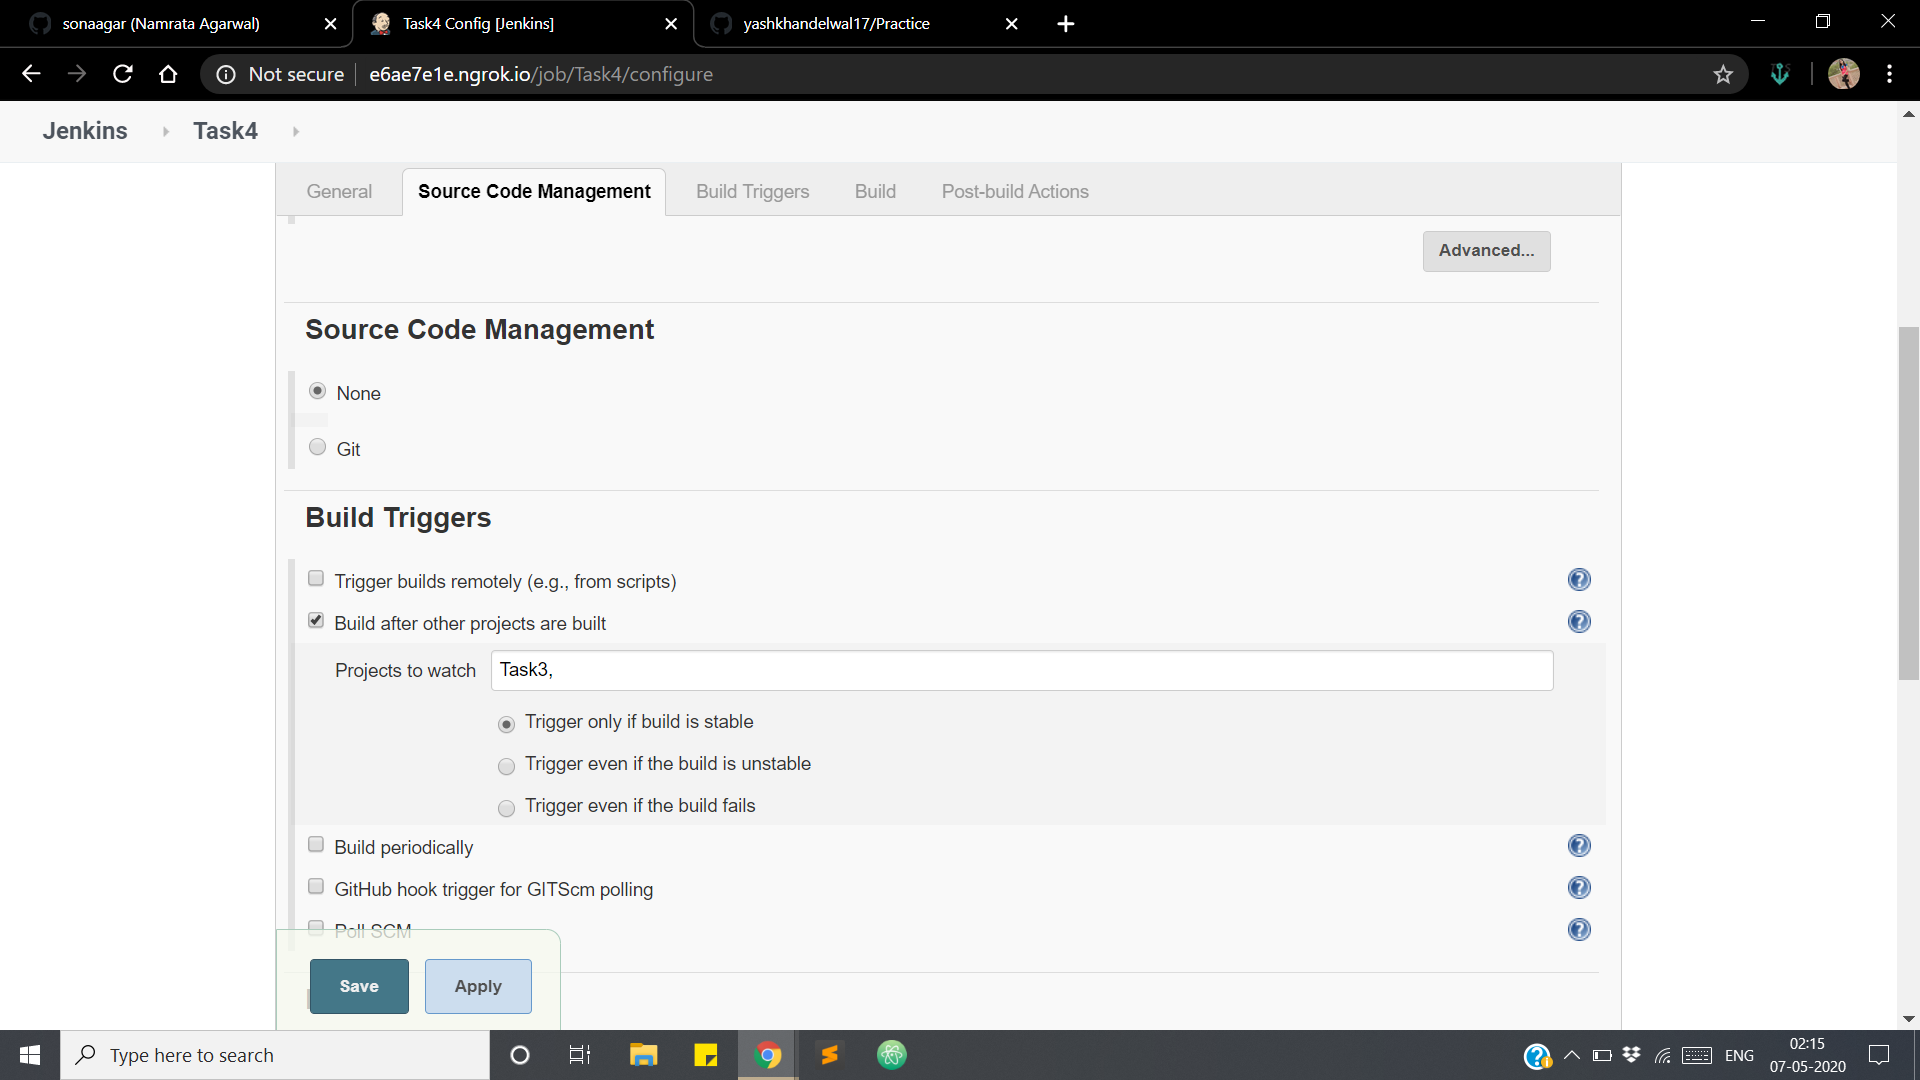 sonaagar (Namrata Agarwal)
Task4 Config [Jenkins]
yashkhandelwal17/Practice
Not secure
e6ae7e1e.ngrok.io/job/Task4/configure
Jenkins
Task4
General
Source Code Management
Build Triggers
Build
Post-build Actions
Advanced...
Source Code Management
None
Git
Build Triggers
Trigger builds remotely (e.g., from scripts)
Build after other projects are built
Projects to watch
Task3,
Trigger only if build is stable
Trigger even if the build is unstable
Trigger even if the build fails
Build periodically
GitHub hook trigger for GITScm polling
Poll SCM
Save
Apply
Type here to search
ENG
02:15
07-05-2020